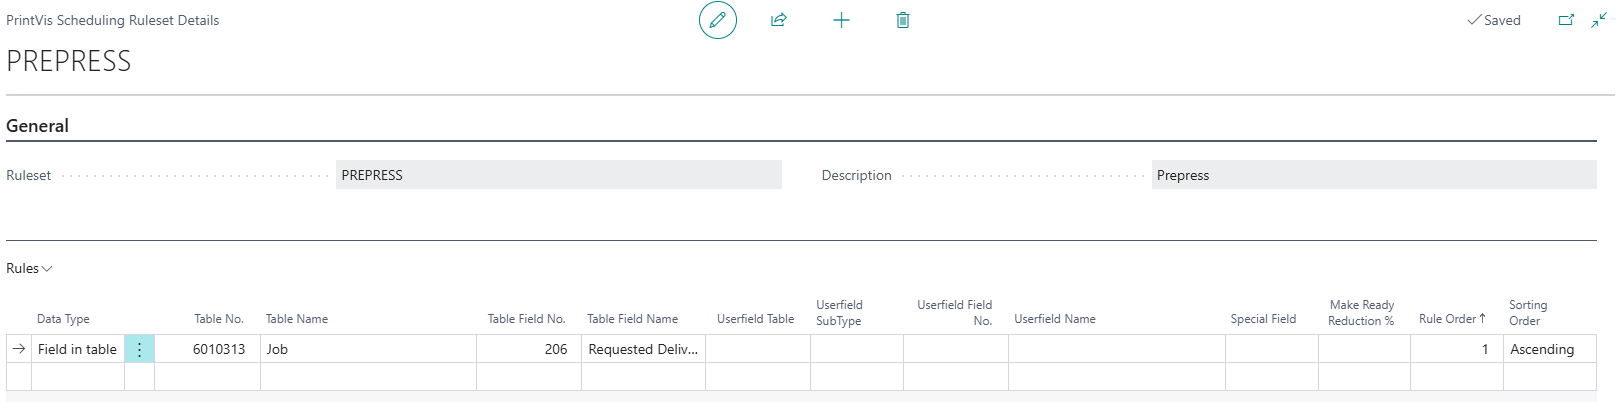 PrintVis Scheduling Ruleset Details
Saved
PREPRESS
General
Ruleset PREPRESS Description Prepress
Rules
Data Type Table No. Table Name Table Field No. Table Field Name Userfield Table Userfield SubType Userfield Field No. Userfield Name Special Field Make Ready Reduction % Rule Order↑ Sorting Order
Field in table 6010313 Job 206 Requested Deliv... 1 Ascending